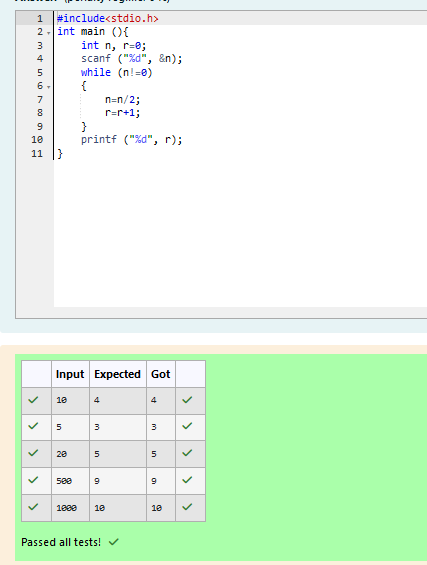 1 #include<stdio.h>
2 int main (){
3 int n, r=0;
4 scanf ("%d", &n);
5 while (n!=0)
6 {
7 n=n/2;
8 r=r+1;
9 }
10 printf ("%d", r);
11 }
Input Expected Got
10 4 4
5 3 3
20 5 5
500 9 9
1000 10 10
Passed all tests!